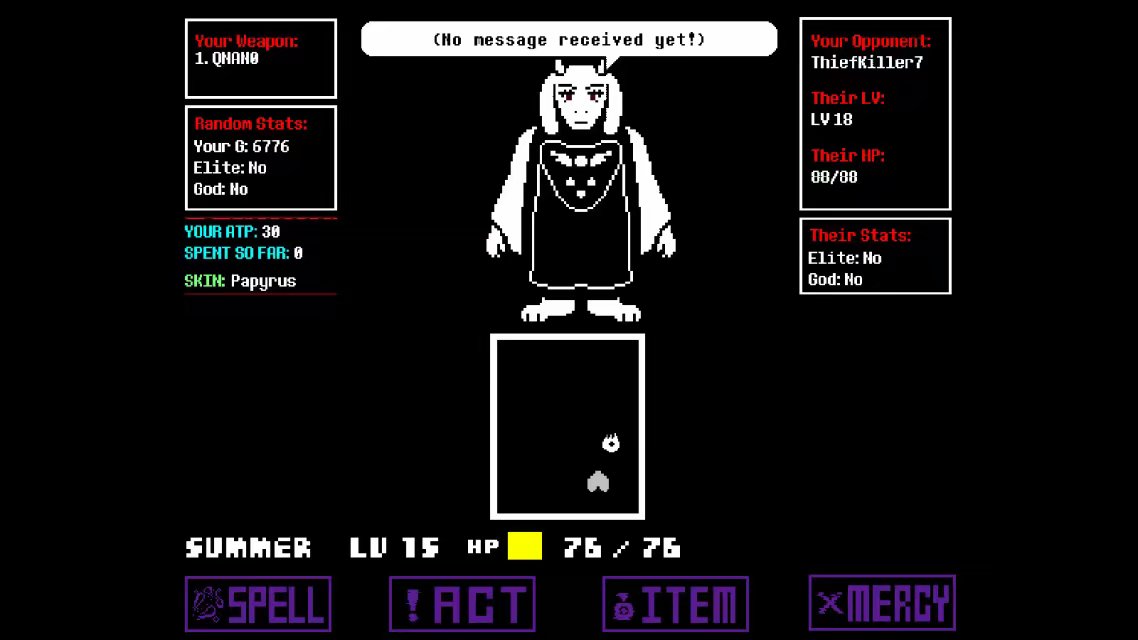 Your Weapon:
1. QNAN0
Random Stats:
Your G: 6776
Elite: No
God: No
YOUR ATP: 30
SPENT SO FAR: 0
SKIN: Papyrus
(No message received yet!)
Your Opponent:
ThiefKiller7
Their LV:
LV 18
Their HP:
88/88
Their Stats:
Elite: No
God: No
SUMMER LV 15 HP 76 / 76
SPELL ACT ITEM MERCY